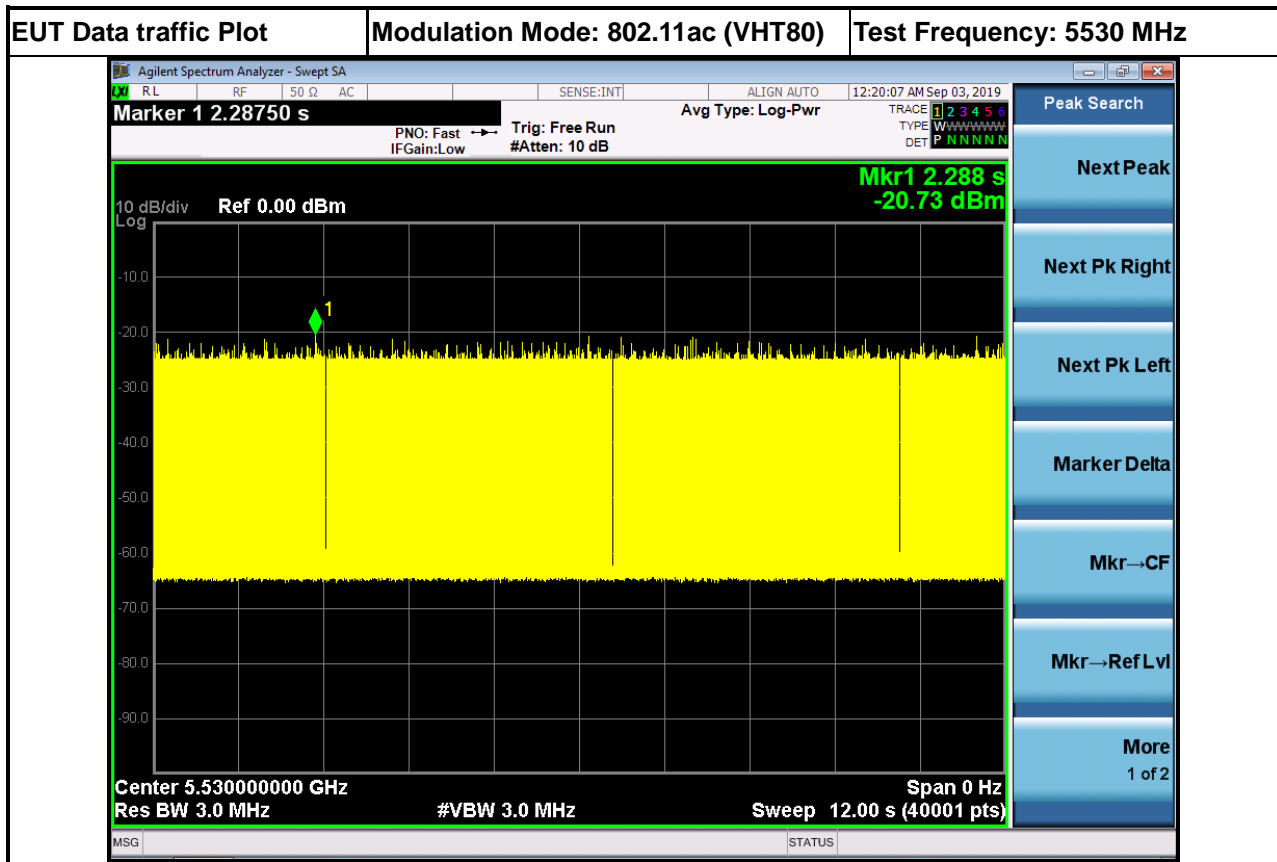 EUT Data traffic Plot Modulation Mode: 802.11ac (VHT80) Test Frequency: 5530 MHz
Agilent Spectrum Analyzer - Swept SA
LXI RL RF 50 Ω AC SENSE:INT ALIGN AUTO 12:20:07 AM Sep 03, 2019
Marker 1 2.28750 s
PNO: Fast
IFGain:Low
Trig: Free Run
#Atten: 10 dB
Avg Type: Log-Pwr
TRACE 1 2 3 4 5 6
TYPE WWWWWW
DET P N N N N N
Mkr1 2.288 s
-20.73 dBm
10 dB/div Ref 0.00 dBm
Log
-10.0
-20.0
-30.0
-40.0
-50.0
-60.0
-70.0
-80.0
-90.0
1
Center 5.530000000 GHz Span 0 Hz
Res BW 3.0 MHz #VBW 3.0 MHz Sweep 12.00 s (40001 pts)
MSG STATUS
Peak Search
Next Peak
Next Pk Right
Next Pk Left
Marker Delta
Mkr→CF
Mkr→Ref Lvl
More
1 of 2